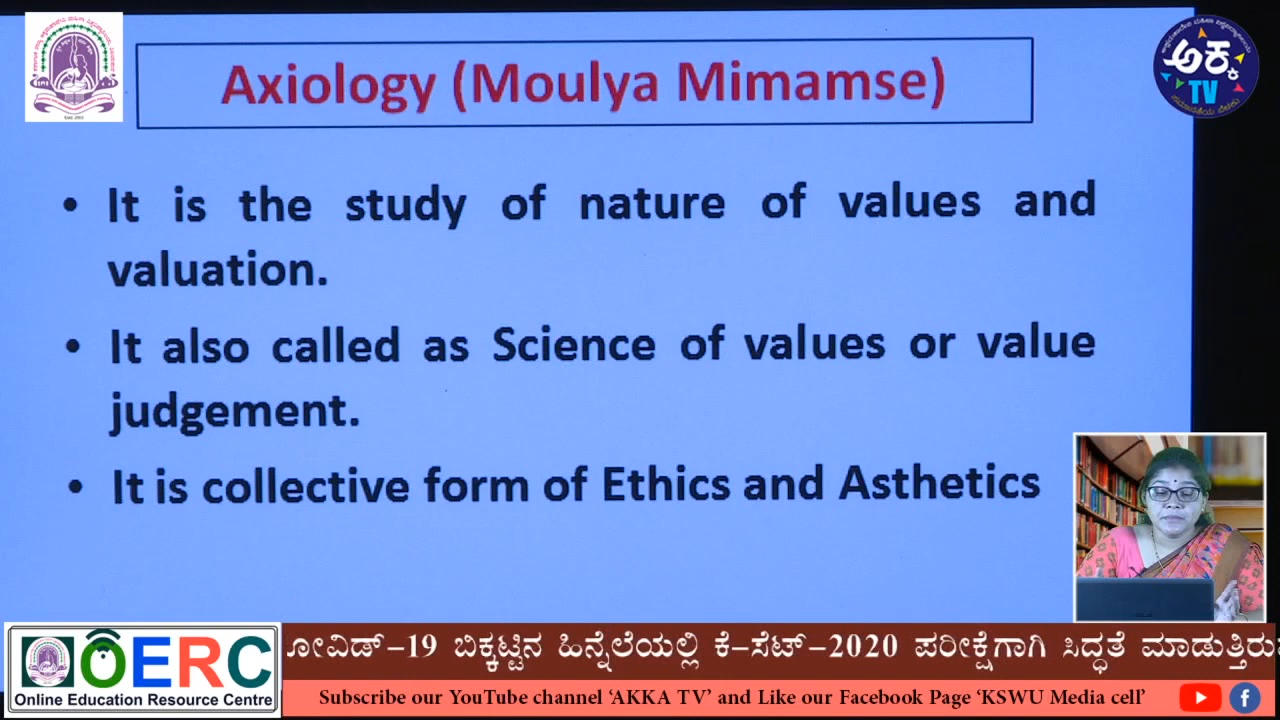 Axiology (Moulya Mimamse)
ಅಕ್ಕ
TV
• It is the study of nature of values and
valuation.
• It also called as Science of values or value
judgement.
• It is collective form of Ethics and Asthetics
OERC
Online Education Resource Centre
ೋವಿಡ್-19 ಬಿಕ್ಕಟ್ಟಿನ ಹಿನ್ನೆಲೆಯಲ್ಲಿ ಕೆ-ಸೆಟ್-2020 ಪರೀಕ್ಷೆಗಾಗಿ ಸಿದ್ಧತೆ ಮಾಡುತ್ತಿರು
Subscribe our YouTube channel ‘AKKA TV’ and Like our Facebook Page ‘KSWU Media cell’